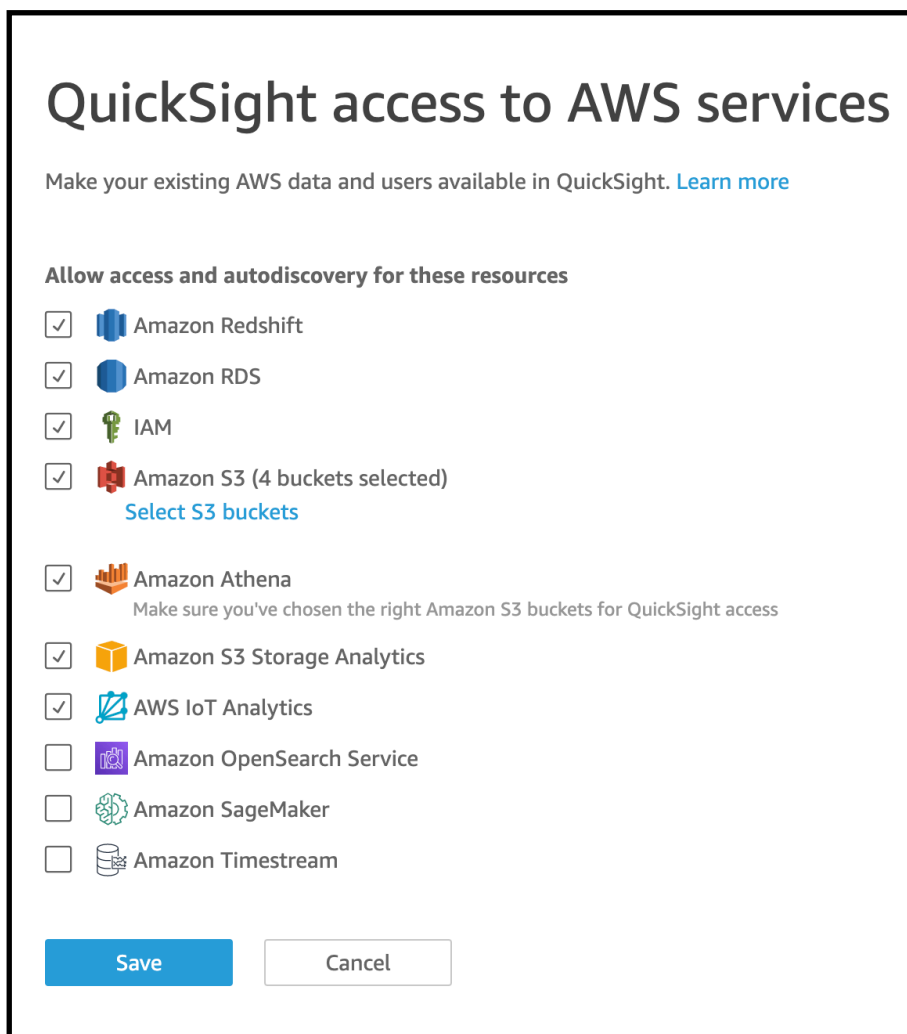 QuickSight access to AWS services
Make your existing AWS data and users available in QuickSight. Learn more
Allow access and autodiscovery for these resources
Amazon Redshift
Amazon RDS
IAM
Amazon S3 (4 buckets selected)
Select S3 buckets
Amazon Athena
Make sure you've chosen the right Amazon S3 buckets for QuickSight access
Amazon S3 Storage Analytics
AWS IoT Analytics
Amazon OpenSearch Service
Amazon SageMaker
Amazon Timestream
Save Cancel